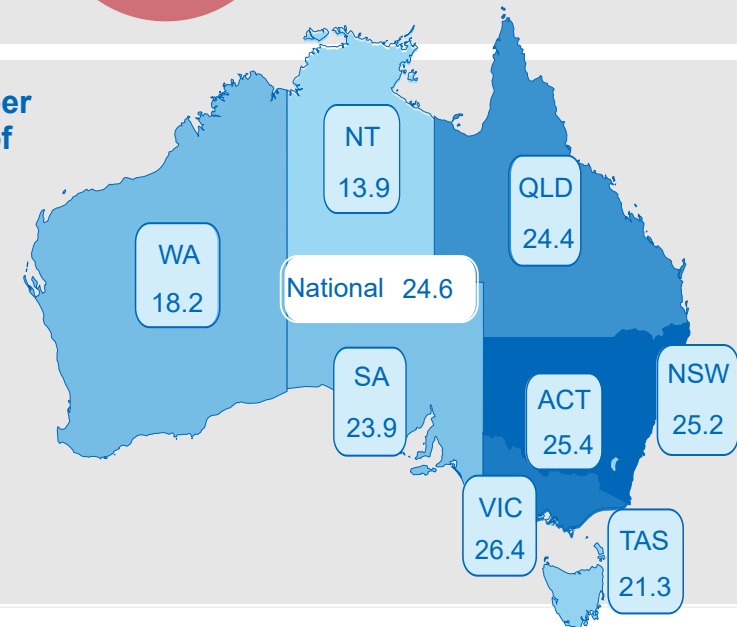 NT
13.9
QLD
24.4
WA
18.2
National 24.6
SA
23.9
ACT
25.4
NSW
25.2
VIC
26.4
TAS
21.3